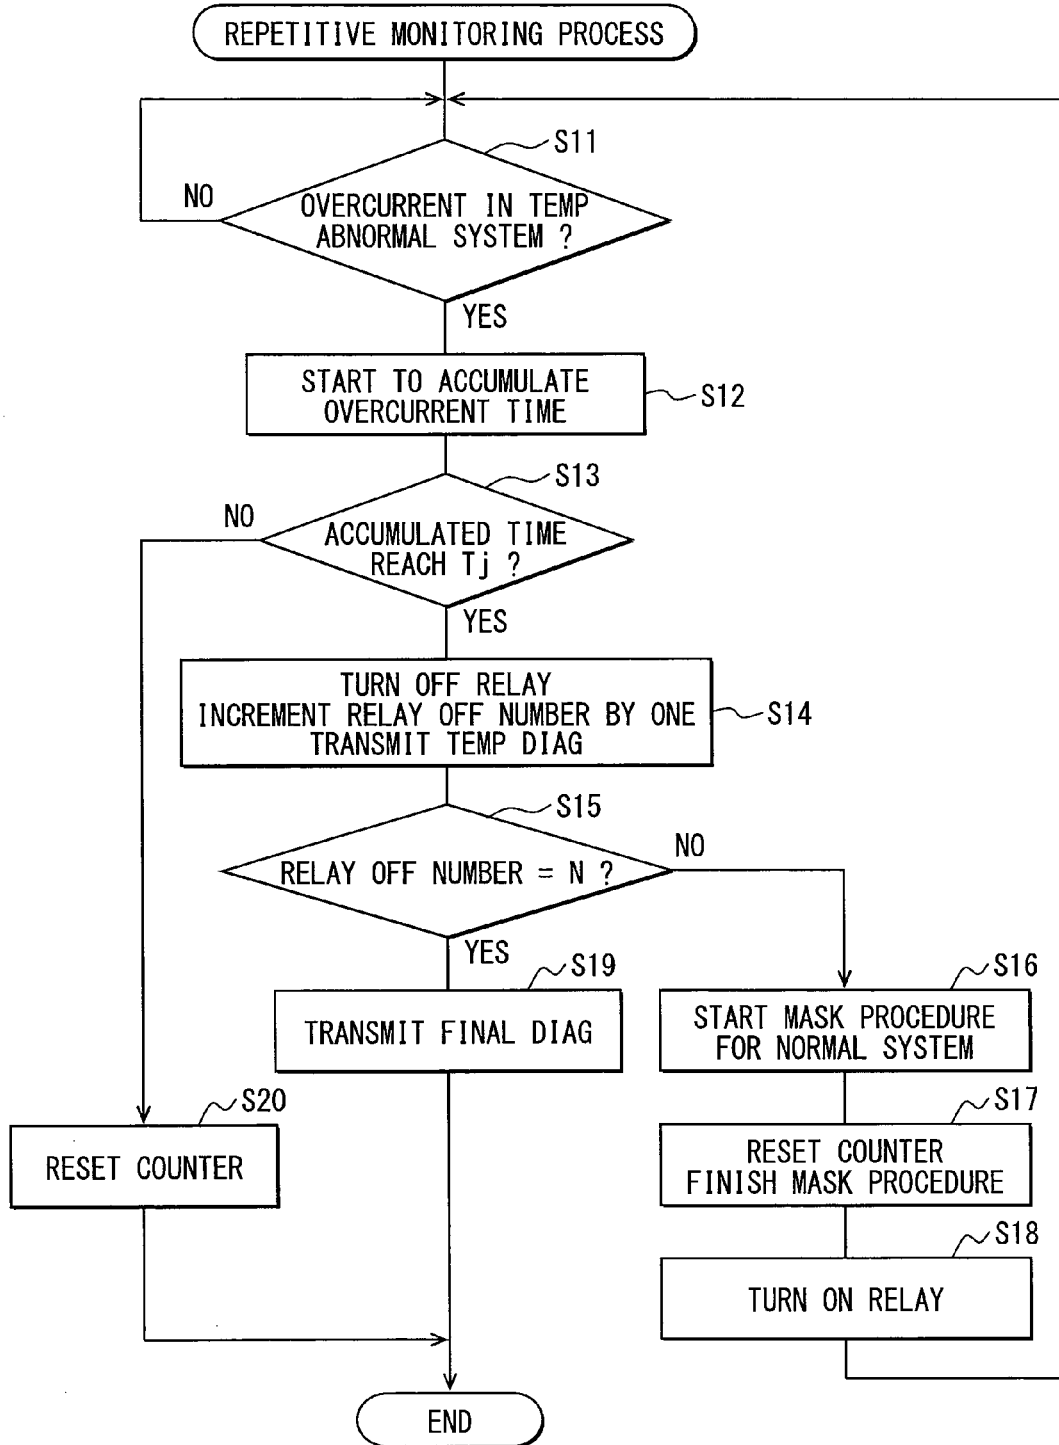 REPETITIVE MONITORING PROCESS
S11
NO
OVERCURRENT IN TEMP
ABNORMAL SYSTEM ?
YES
START TO ACCUMULATE
OVERCURRENT TIME
S12
S13
NO
ACCUMULATED TIME
REACH Tj ?
YES
TURN OFF RELAY
INCREMENT RELAY OFF NUMBER BY ONE
TRANSMIT TEMP DIAG
S14
S15
NO
RELAY OFF NUMBER = N ?
YES
S19
TRANSMIT FINAL DIAG
S16
START MASK PROCEDURE
FOR NORMAL SYSTEM
S17
RESET COUNTER
FINISH MASK PROCEDURE
S20
RESET COUNTER
S18
TURN ON RELAY
END